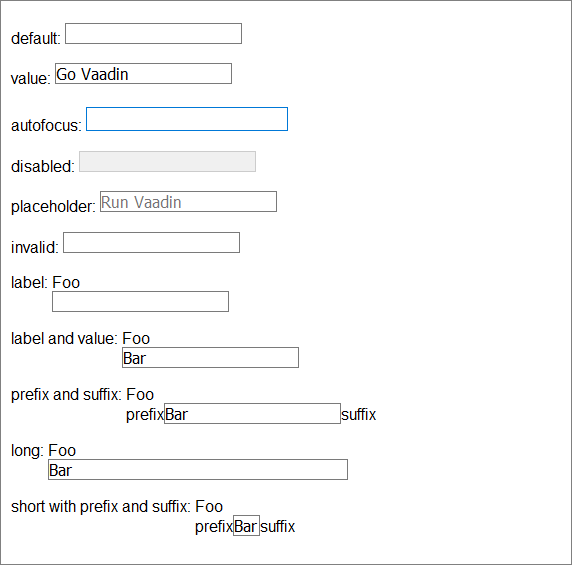 default:
value: Go Vaadin
autofocus:
disabled:
placeholder: Run Vaadin
invalid:
label: Foo
label and value: Foo
Bar
prefix and suffix: Foo
prefixBarsuffix
long: Foo
Bar
short with prefix and suffix: Foo
prefixBarsuffix